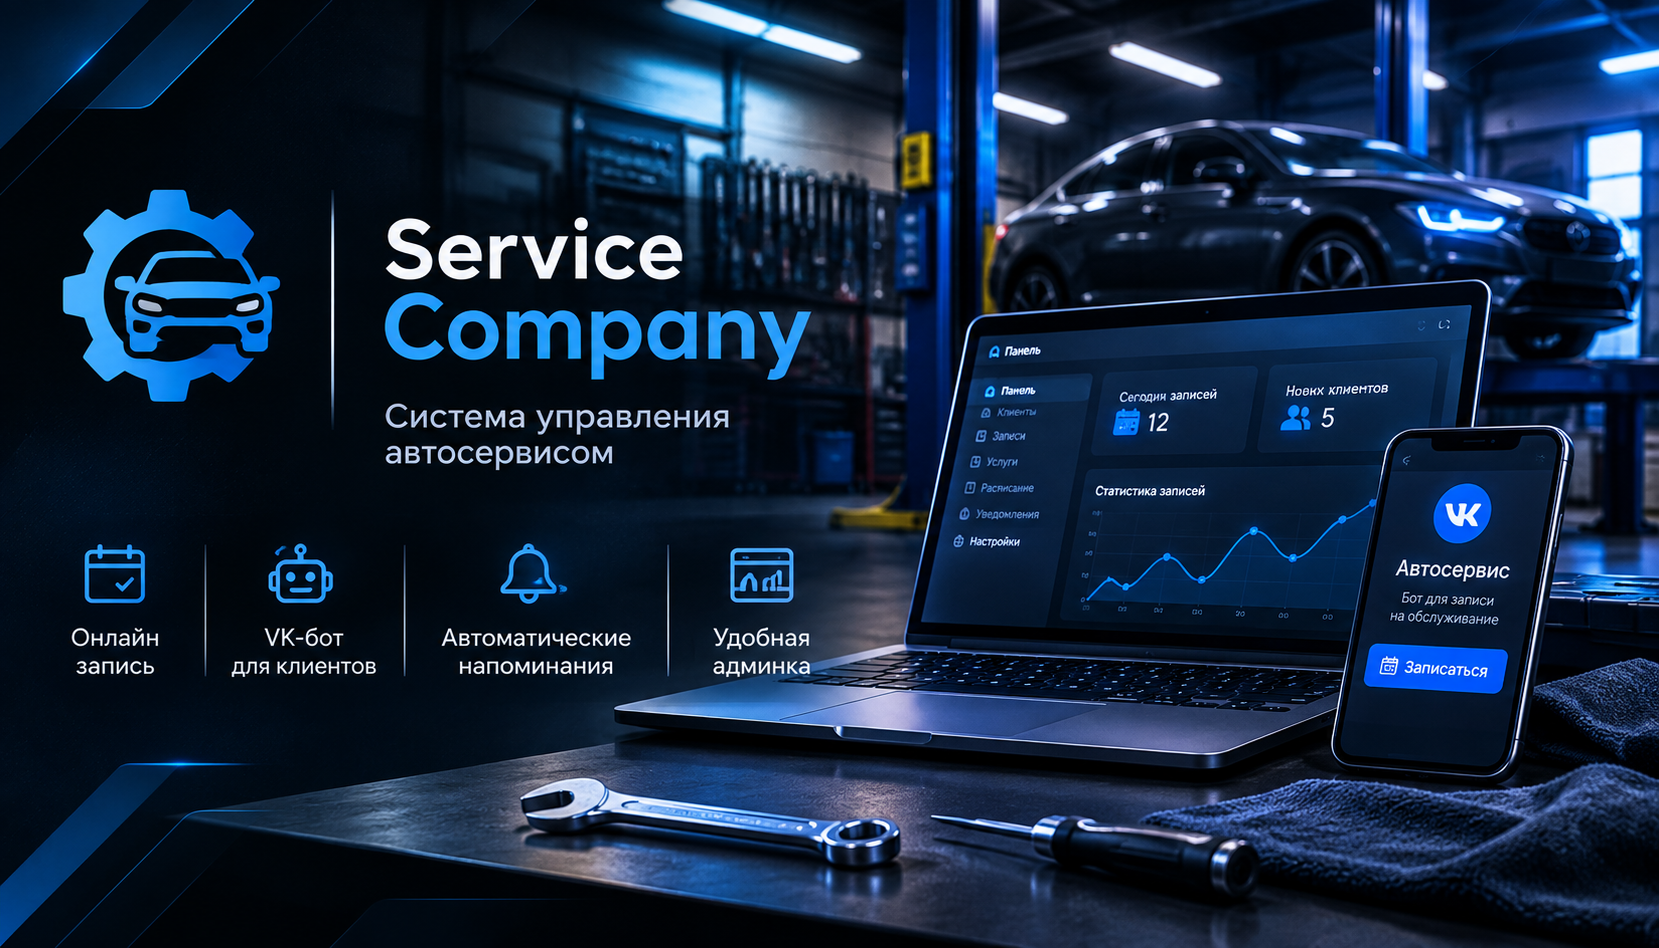 Service
Company
Система управления
автосервисом
Онлайн
запись
VK-бот
для клиентов
Автоматические
напоминания
Удобная
админка
Панель
Панель
Клиенты
Записи
Услуги
Расписание
Уведомления
Настройки
Сегодня записей
12
Новых клиентов
5
Статистика записей
VK
Автосервис
Бот для записи
на обслуживание
Записаться